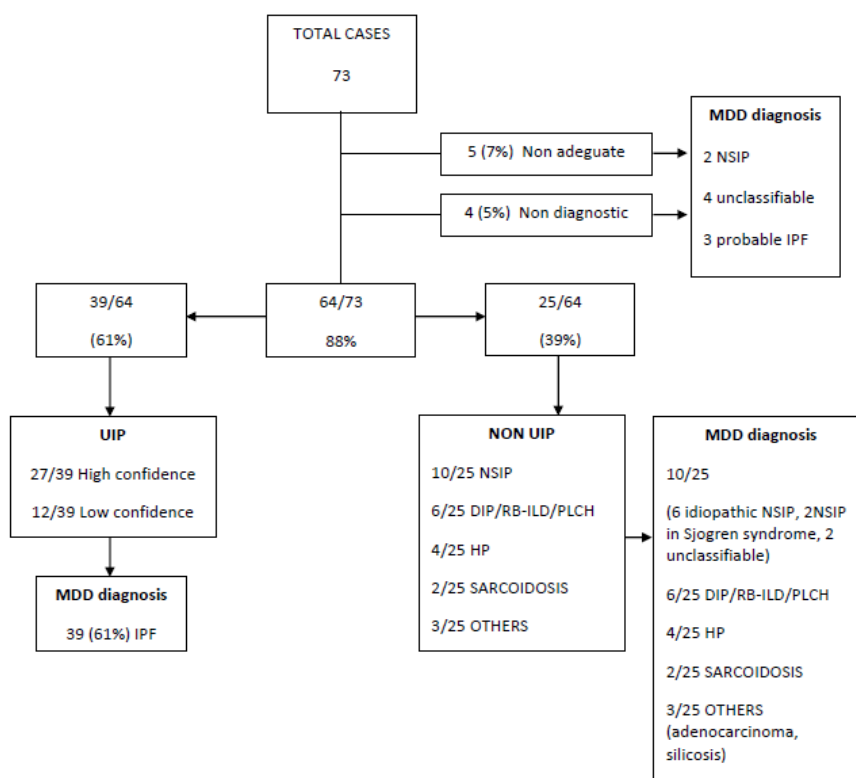 TOTAL CASES
73
5 (7%) Non adeguate
4 (5%) Non diagnostic
MDD diagnosis
2 NSIP
4 unclassifiable
3 probable IPF
39/64
(61%)
64/73
88%
25/64
(39%)
UIP
27/39 High confidence
12/39 Low confidence
MDD diagnosis
39 (61%) IPF
NON UIP
10/25 NSIP
6/25 DIP/RB-ILD/PLCH
4/25 HP
2/25 SARCOIDOSIS
3/25 OTHERS
MDD diagnosis
10/25
(6 idiopathic NSIP, 2NSIP
in Sjogren syndrome, 2
unclassifiable)
6/25 DIP/RB-ILD/PLCH
4/25 HP
2/25 SARCOIDOSIS
3/25 OTHERS
(adenocarcinoma,
silicosis)